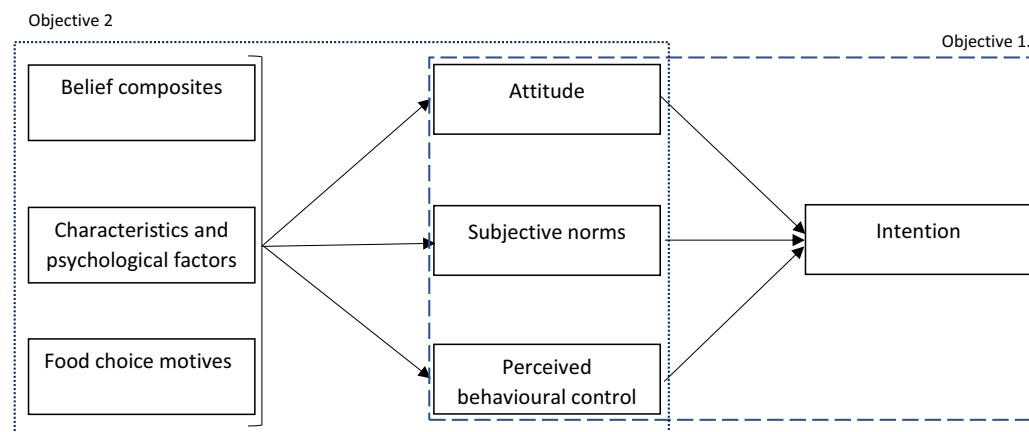 Objective 2
Objective 1.
Belief composites
Attitude
Characteristics and
psychological factors
Subjective norms
Intention
Food choice motives
Perceived
behavioural control